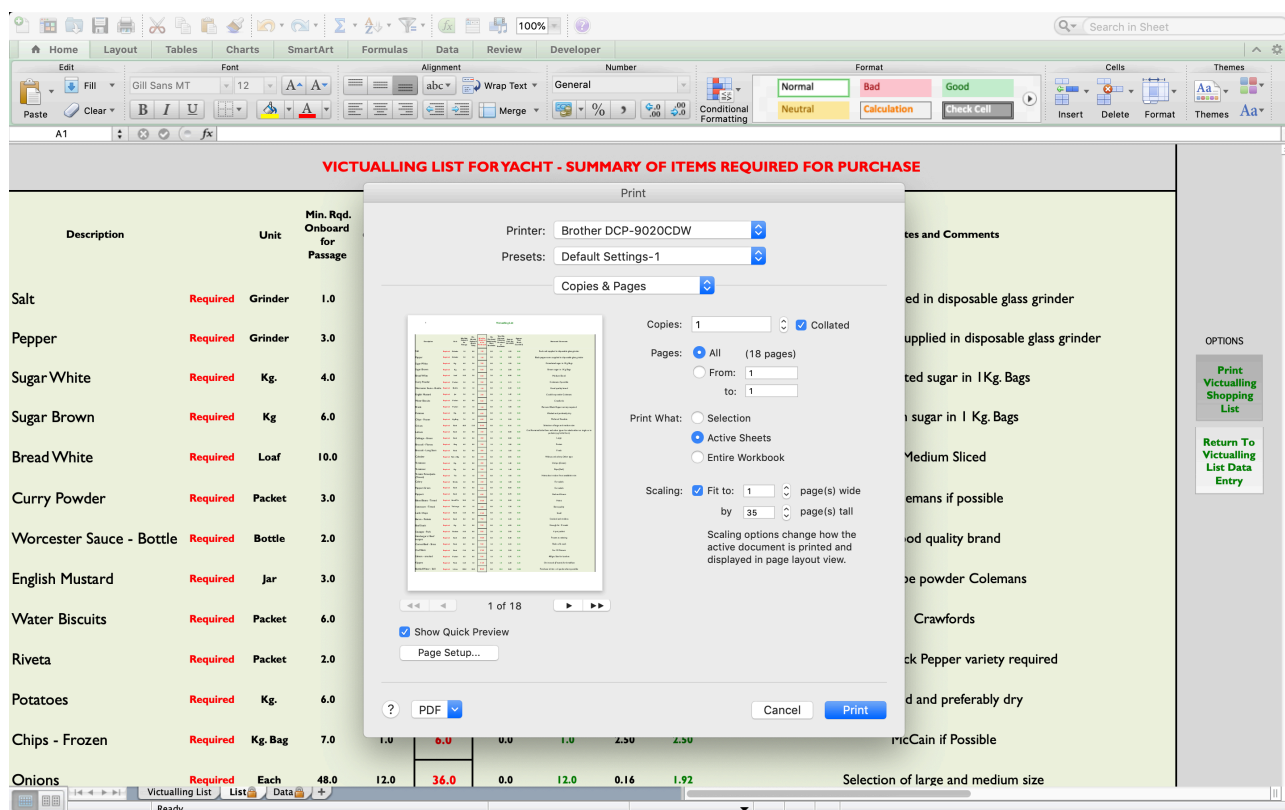 100%
Search in Sheet
Home Layout Tables Charts SmartArt Formulas Data Review Developer
Edit Font Alignment Number Format Cells Themes
Paste Fill Clear
Gill Sans MT 12 A A
B I U A
abc Wrap Text
Merge
General
% , .0 .00 .00 .0
Conditional Formatting
Normal Bad Good
Neutral Calculation Check Cell
Insert Delete Format Themes Aa
A1 fx
VICTUALLING LIST FOR YACHT - SUMMARY OF ITEMS REQUIRED FOR PURCHASE
Description Unit
Min. Rqd.
Onboard
for
Passage
tes and Comments
Salt Required Grinder 1.0 ed in disposable glass grinder
Pepper Required Grinder 3.0 upplied in disposable glass grinder
Sugar White Required Kg. 4.0 ted sugar in 1Kg. Bags
Sugar Brown Required Kg 6.0 n sugar in 1 Kg. Bags
Bread White Required Loaf 10.0 Medium Sliced
Curry Powder Required Packet 3.0 emans if possible
Worcester Sauce - Bottle Required Bottle 2.0 od quality brand
English Mustard Required Jar 3.0 pe powder Colemans
Water Biscuits Required Packet 6.0 Crawfords
Riveta Required Packet 2.0 ck Pepper variety required
Potatoes Required Kg. 6.0 d and preferably dry
Chips - Frozen Required Kg. Bag 7.0 1.0 6.0 0.0 1.0 2.50 2.50 McCain if Possible
Onions Required Each 48.0 12.0 36.0 0.0 12.0 0.16 1.92 Selection of large and medium size
Print
Printer: Brother DCP-9020CDW
Presets: Default Settings-1
Copies & Pages
Copies: 1 Collated
Pages: All (18 pages)
From: 1
to: 1
Print What: Selection
Active Sheets
Entire Workbook
Scaling: Fit to: 1 page(s) wide
by 35 page(s) tall
Scaling options change how the
active document is printed and
displayed in page layout view.
1 of 18
Show Quick Preview
Page Setup...
? PDF Cancel Print
OPTIONS
Print
Victualling
Shopping
List
Return To
Victualling
List Data
Entry
Victualling List List Data +
Ready